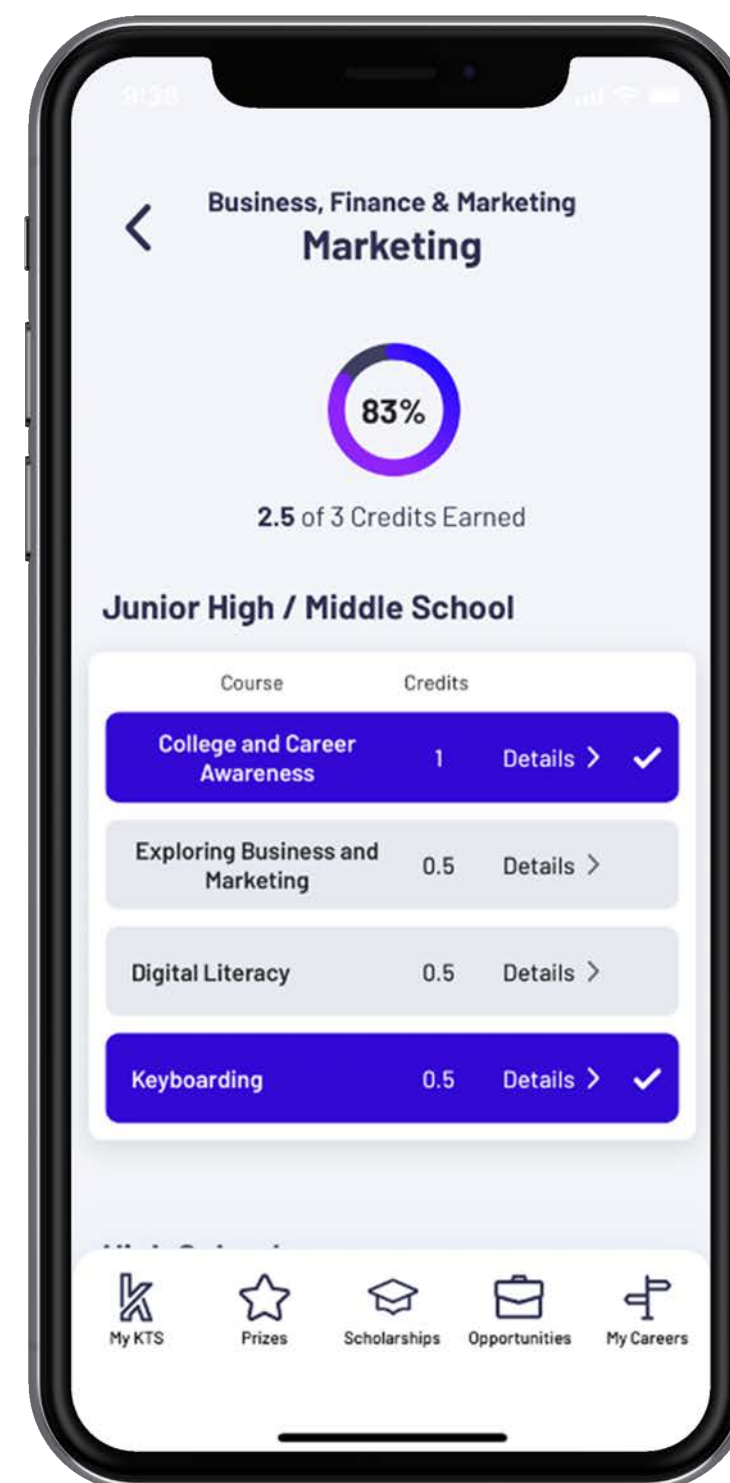 9:38
Business, Finance & Marketing
Marketing
83%
2.5 of 3 Credits Earned
Junior High / Middle School
Course Credits
College and Career
Awareness
1 Details >
Exploring Business and
Marketing
0.5 Details >
Digital Literacy 0.5 Details >
Keyboarding 0.5 Details >
My KTS Prizes Scholarships Opportunities My Careers